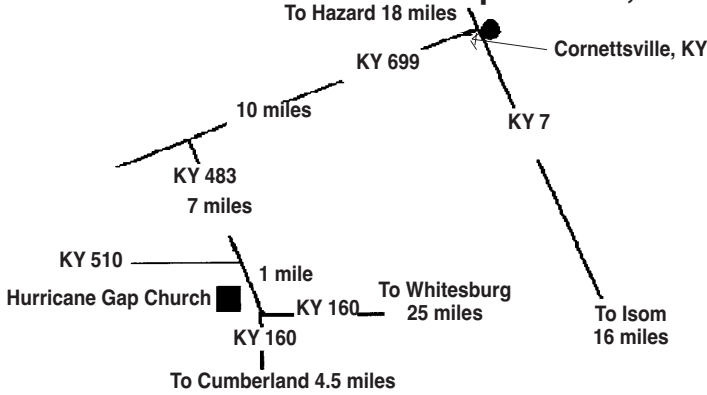 To Hazard 18 miles
Cornettsville, KY
KY 699
10 miles
KY 7
KY 483
7 miles
KY 510
1 mile
Hurricane Gap Church
KY 160
To Whitesburg
25 miles
KY 160
To Isom
16 miles
To Cumberland 4.5 miles